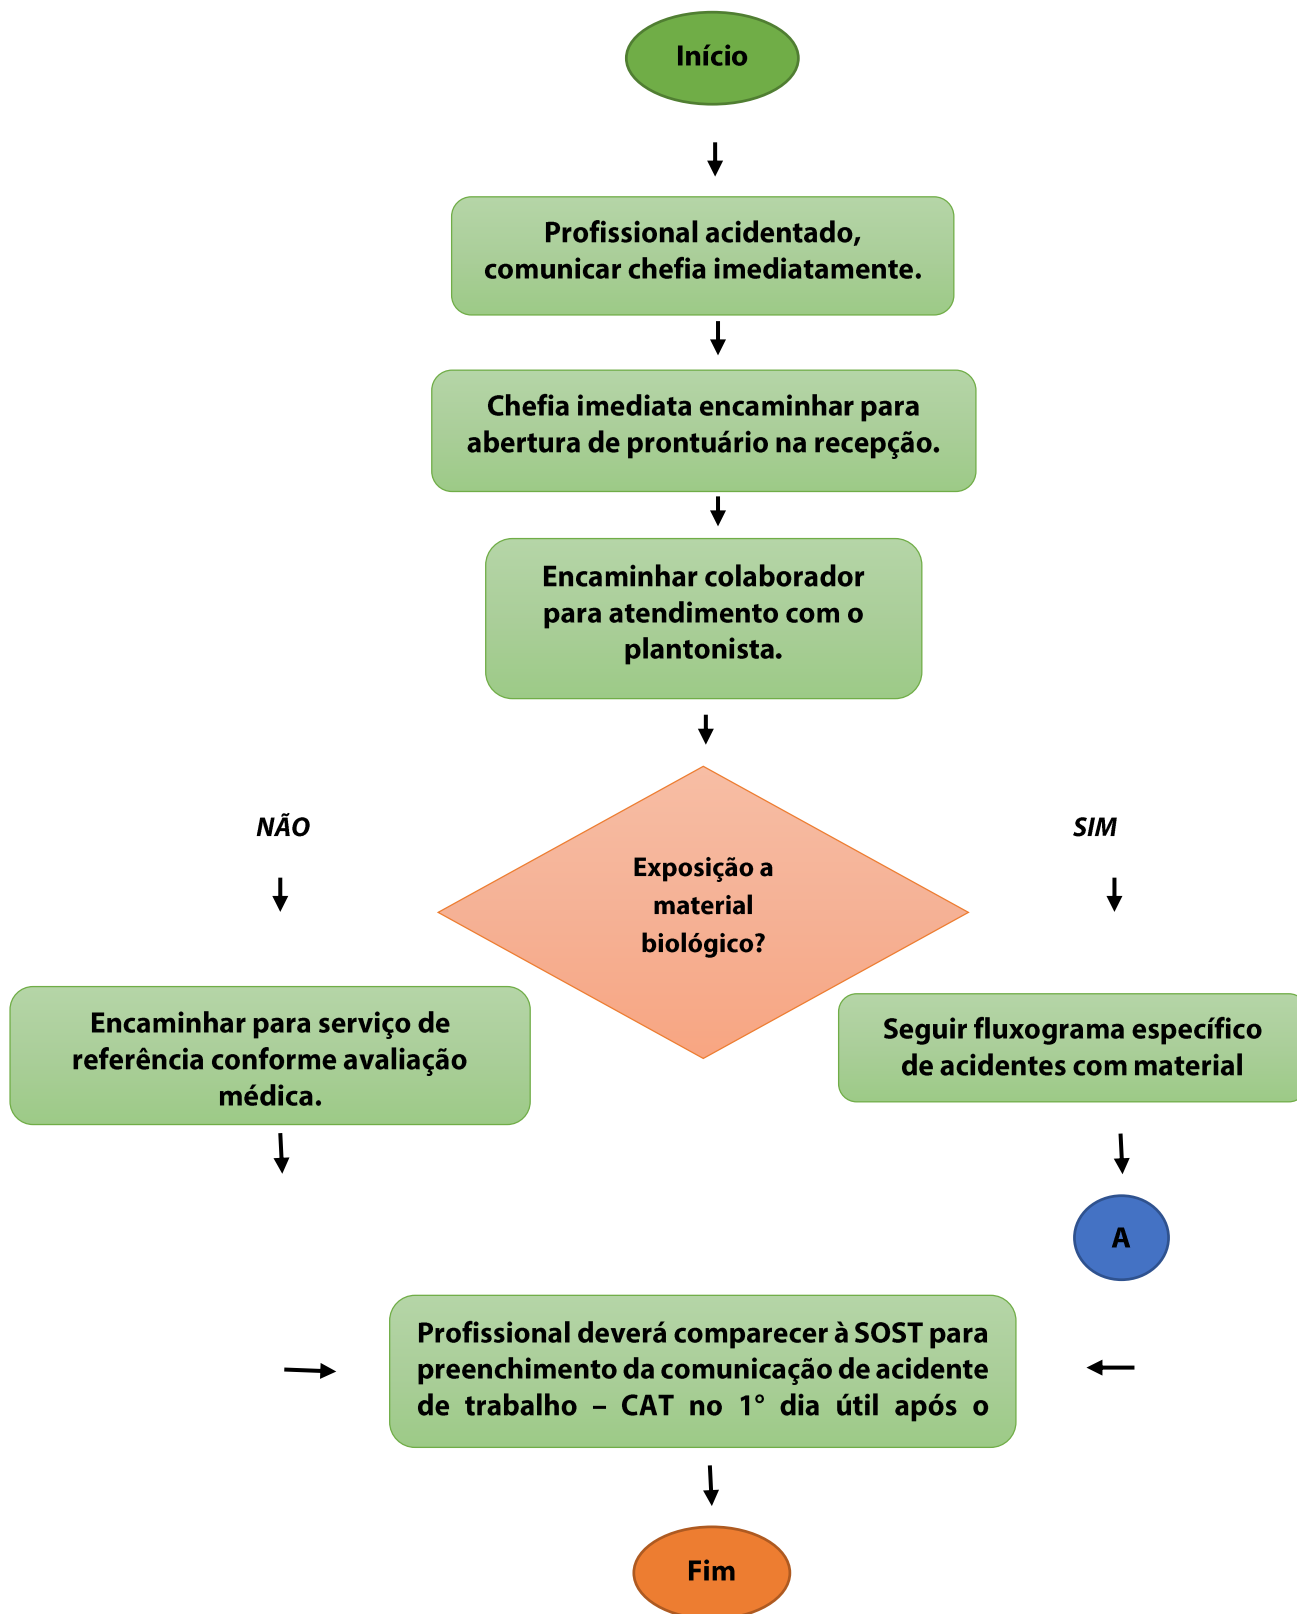 Início
Profissional acidentado,
comunicar chefia imediatamente.
Chefia imediata encaminhar para
abertura de prontuário na recepção.
Encaminhar colaborador
para atendimento com o
plantonista.
NÃO
SIM
Exposição a
material
biológico?
Encaminhar para serviço de
referência conforme avaliação
médica.
Seguir fluxograma específico
de acidentes com material
A
Profissional deverá comparecer à SOST para
preenchimento da comunicação de acidente
de trabalho – CAT no 1° dia útil após o
Fim